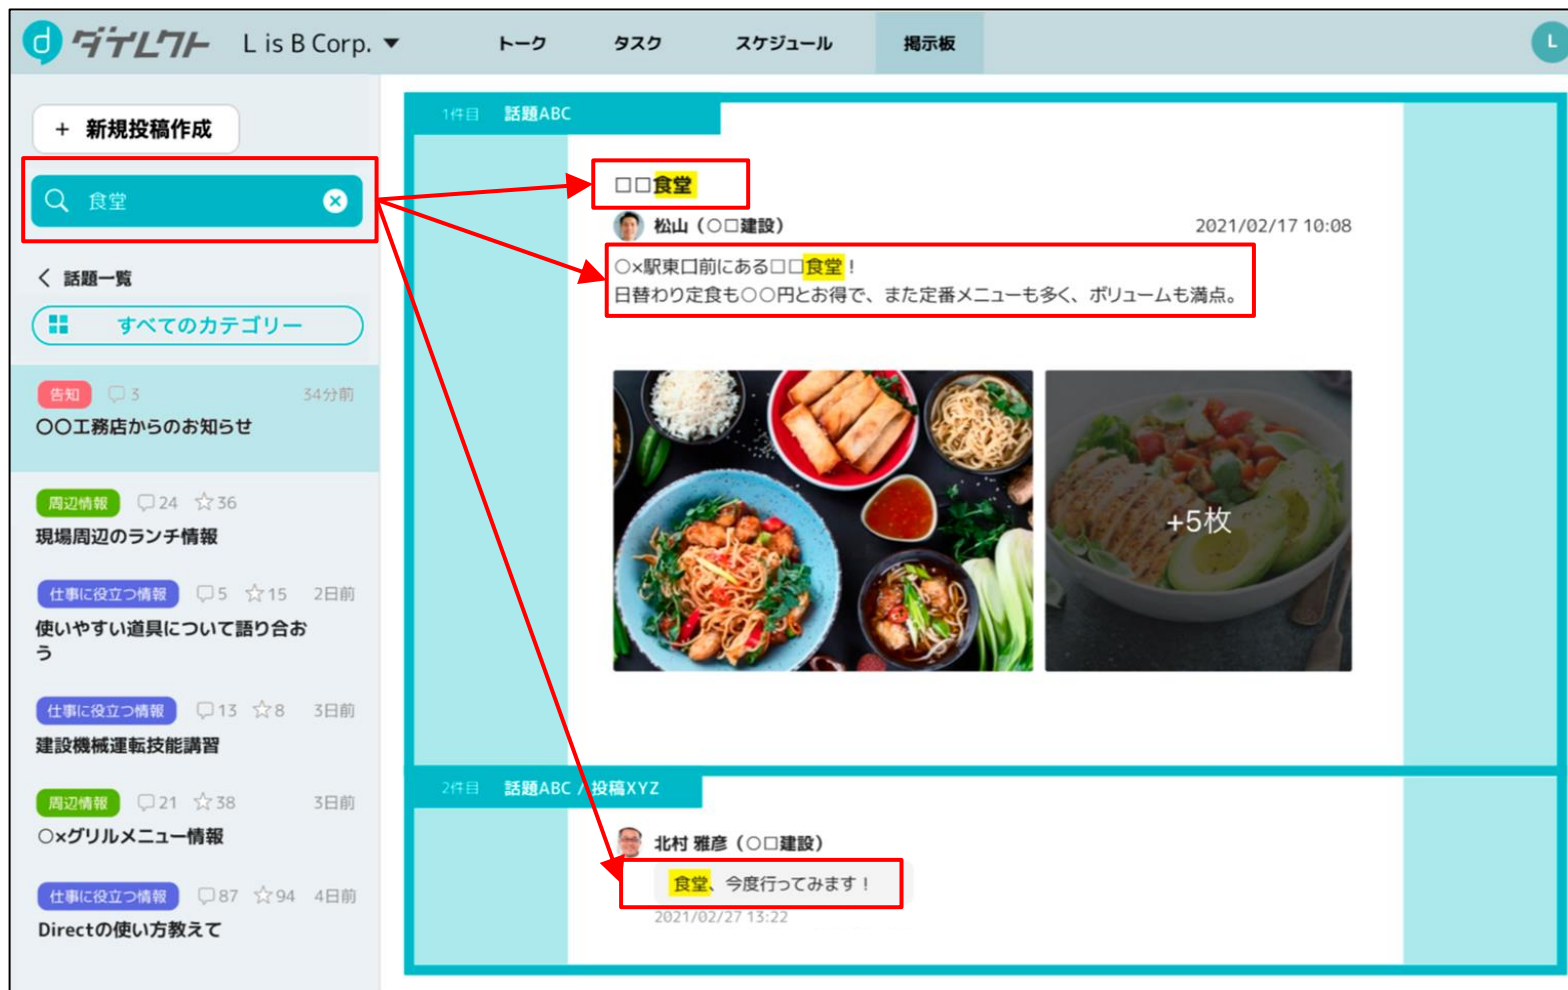 d ダイレクト L is B Corp. ▼ トーク タスク スケジュール 掲示板 L
+ 新規投稿作成
食堂
話題一覧
すべてのカテゴリー
告知 3 34分前
〇〇工務店からのお知らせ
周辺情報 24 36
現場周辺のランチ情報
仕事に役立つ情報 5 15 2日前
使いやすい道具について語り合お
う
仕事に役立つ情報 13 8 3日前
建設機械運転技能講習
周辺情報 21 38 3日前
○×グリルメニュー情報
仕事に役立つ情報 87 94 4日前
Directの使い方教えて
1件目 話題ABC
□□食堂
松山（○□建設） 2021/02/17 10:08
○×駅東口前にある□□食堂！
日替わり定食も○○円とお得で、また定番メニューも多く、ボリュームも満点。
+5枚
2件目 話題ABC / 投稿XYZ
北村 雅彦（○□建設）
食堂、今度行ってみます！
2021/02/27 13:22